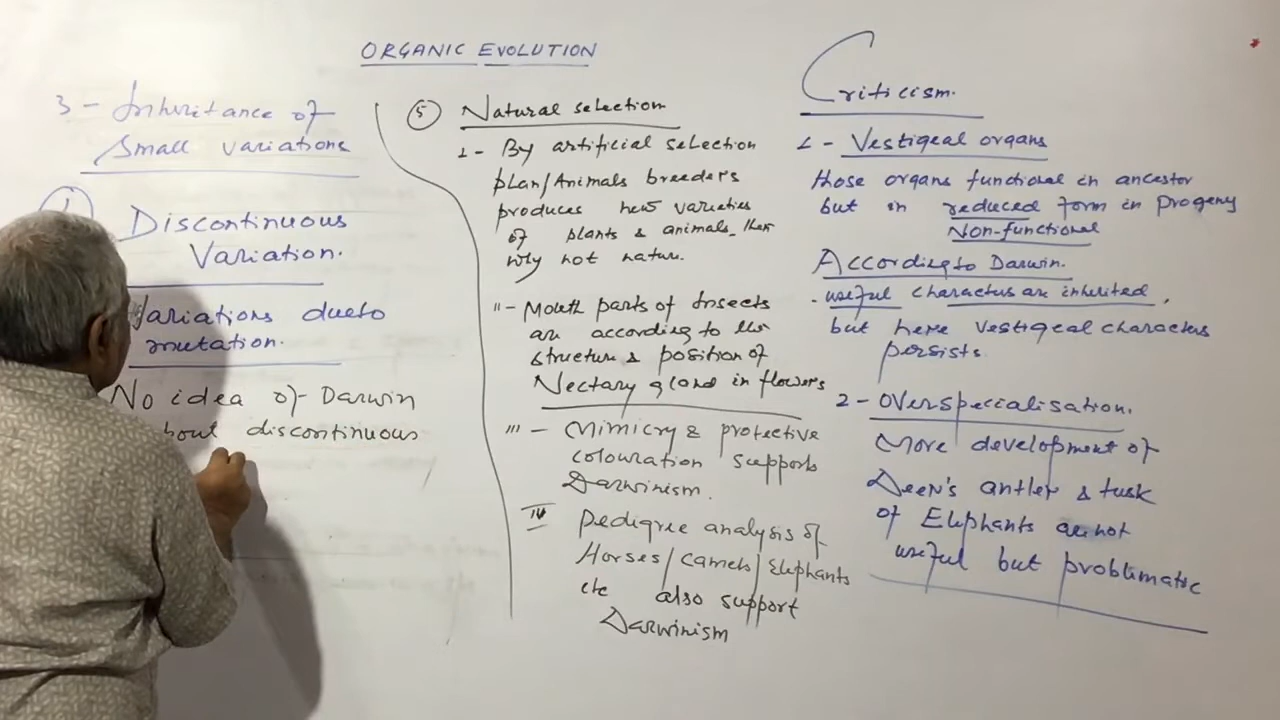 ORGANIC EVOLUTION
3 - Inheritance of
Small variations
Discontinuous
Variation.
Variations due to
mutation.
No idea of Darwin
about discontinuous
5 Natural selection
I - By artificial selection
plan/Animals breeders
produces new varieties
of plants & animals, then
why not nature.
II - Mouth parts of Insects
are according to the
structure & position of
Nectary gland in flowers
III - Mimicry & protective
colouration supports
Darwinism.
IV Pedigree analysis of
Horses/camels/Elephants
etc also support
Darwinism
Criticism.
1 - Vestigeal organs
those organs functional in ancestor
but in reduced form in progeny
Non-functional
According to Darwin.
- useful characters are inherited,
but here vestigeal characters
persists.
2 - Overspecialisation.
More development of
Deer's antler & tusk
of Elephants are not
useful but problematic